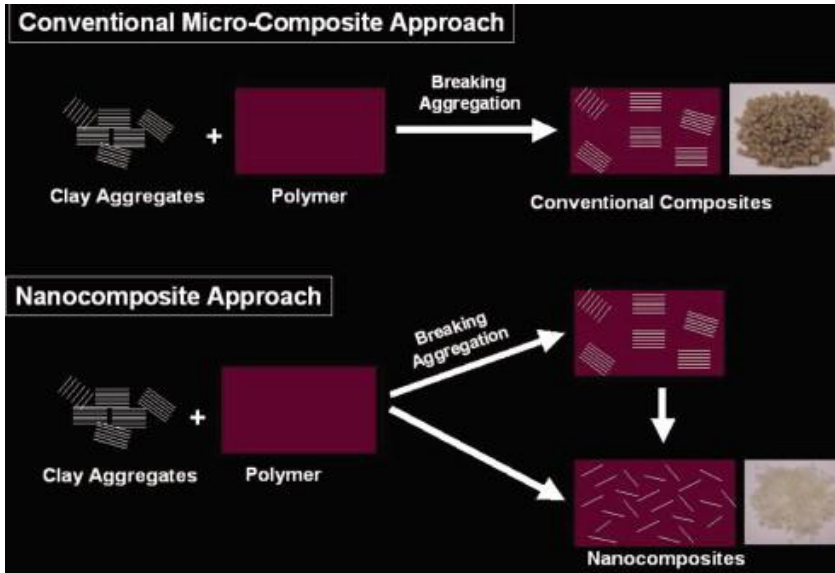 Conventional Micro-Composite Approach
Breaking
Aggregation
+
Clay Aggregates
Polymer
Conventional Composites
Nanocomposite Approach
Breaking
Aggregation
+
Clay Aggregates
Polymer
Nanocomposites